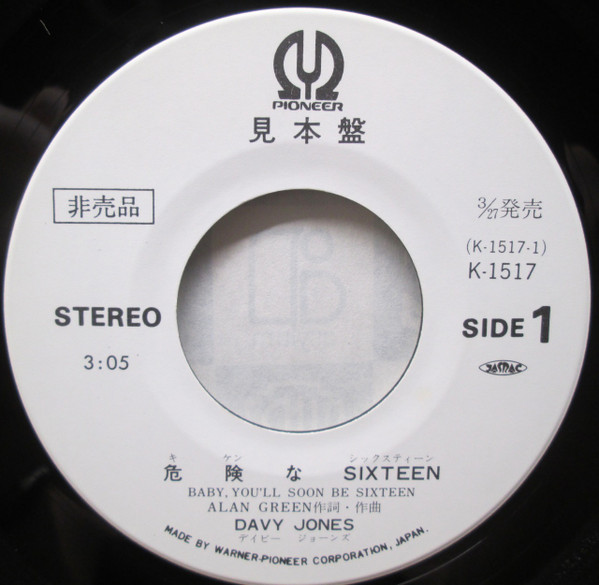 PIONEER
見本盤
非売品
3/27発売
(K-1517-1)
K-1517
STEREO
SIDE 1
3:05
JASRAC
キケン シックスティーン
危険な SIXTEEN
BABY, YOU'LL SOON BE SIXTEEN
ALAN GREEN作詞・作曲
DAVY JONES
デイビー ジョーンズ
MADE BY WARNER-PIONEER CORPORATION, JAPAN.